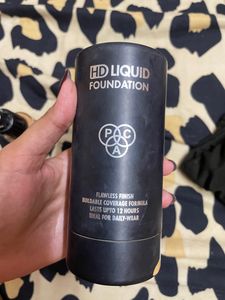 HD LIQUID
FOUNDATION
P C
A
FLAWLESS FINISH
BUILDABLE COVERAGE FORMULA
LASTS UPTO 12 HOURS
IDEAL FOR DAILY-WEAR